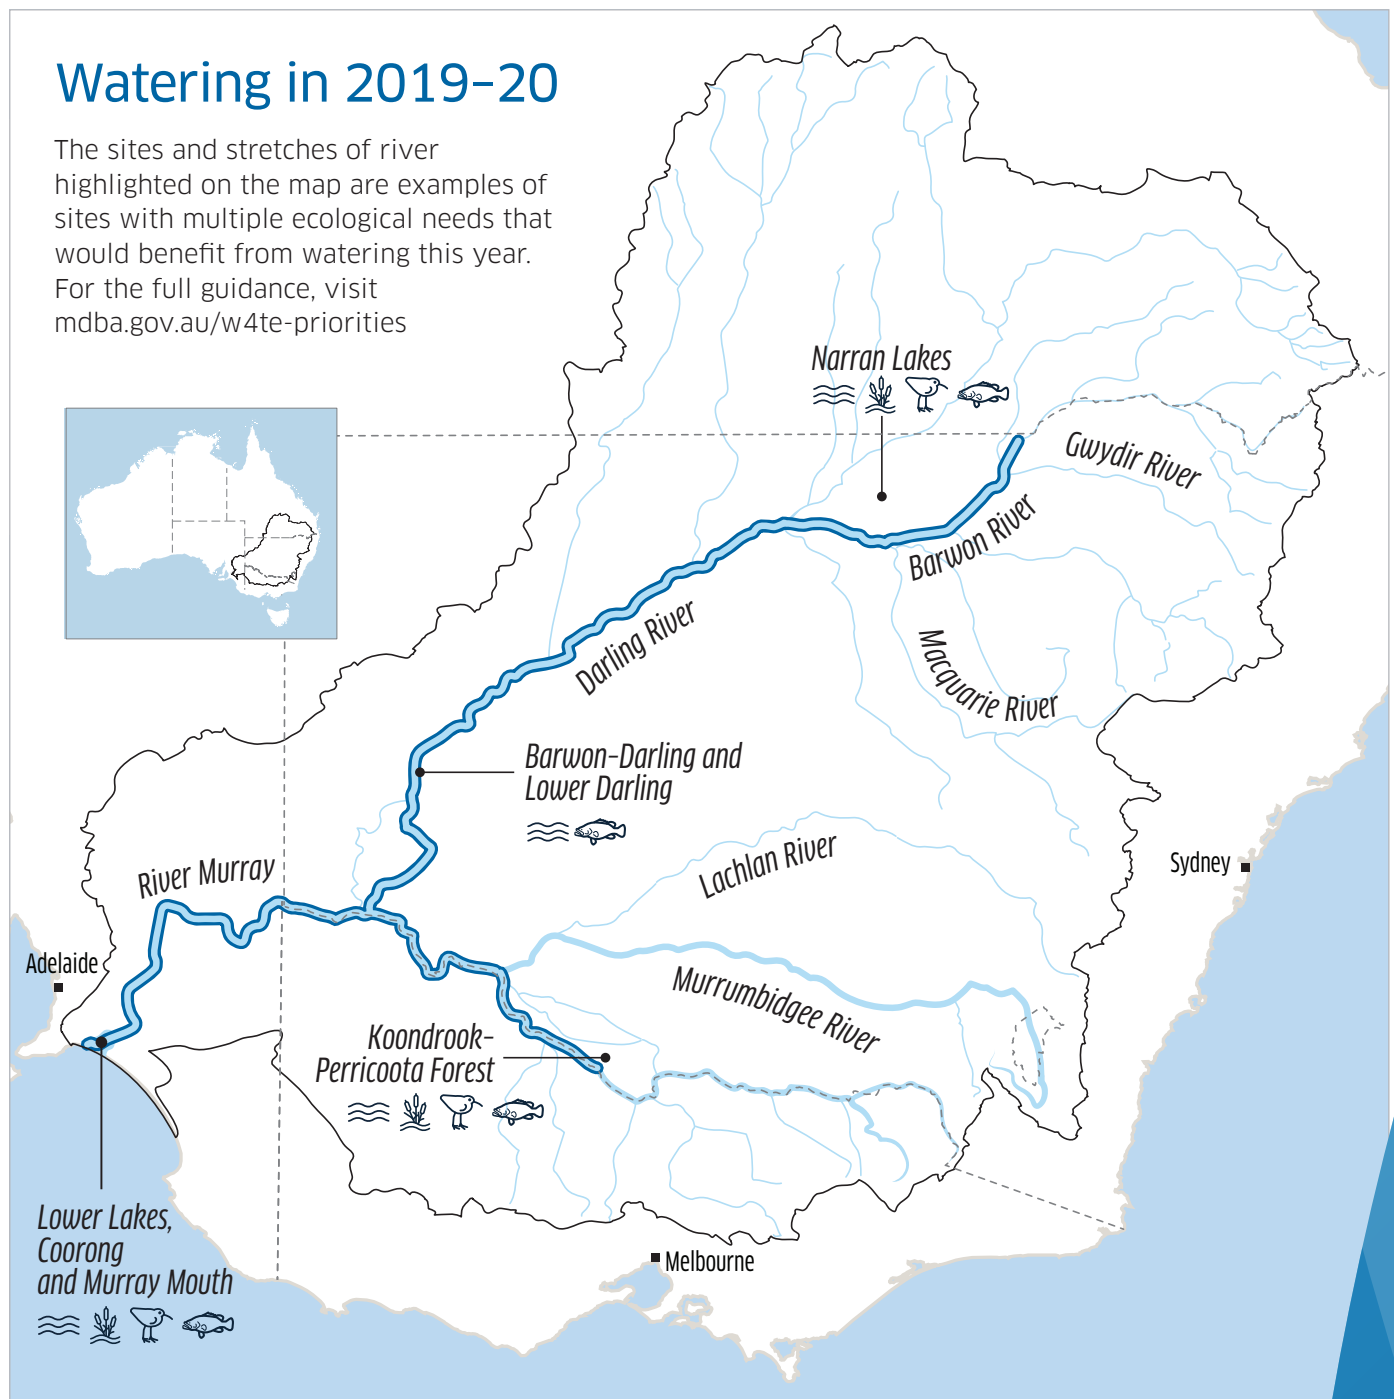 Watering in 2019–20
The sites and stretches of river
highlighted on the map are examples of
sites with multiple ecological needs that
would benefit from watering this year.
For the full guidance, visit
mdba.gov.au/w4te-priorities
Narran Lakes
Gwydir River
Barwon River
Darling River
Macquarie River
Barwon–Darling and
Lower Darling
Lachlan River
River Murray
Sydney
Adelaide
Murrumbidgee River
Koondrook–
Perricoota Forest
Lower Lakes,
Coorong
and Murray Mouth
Melbourne